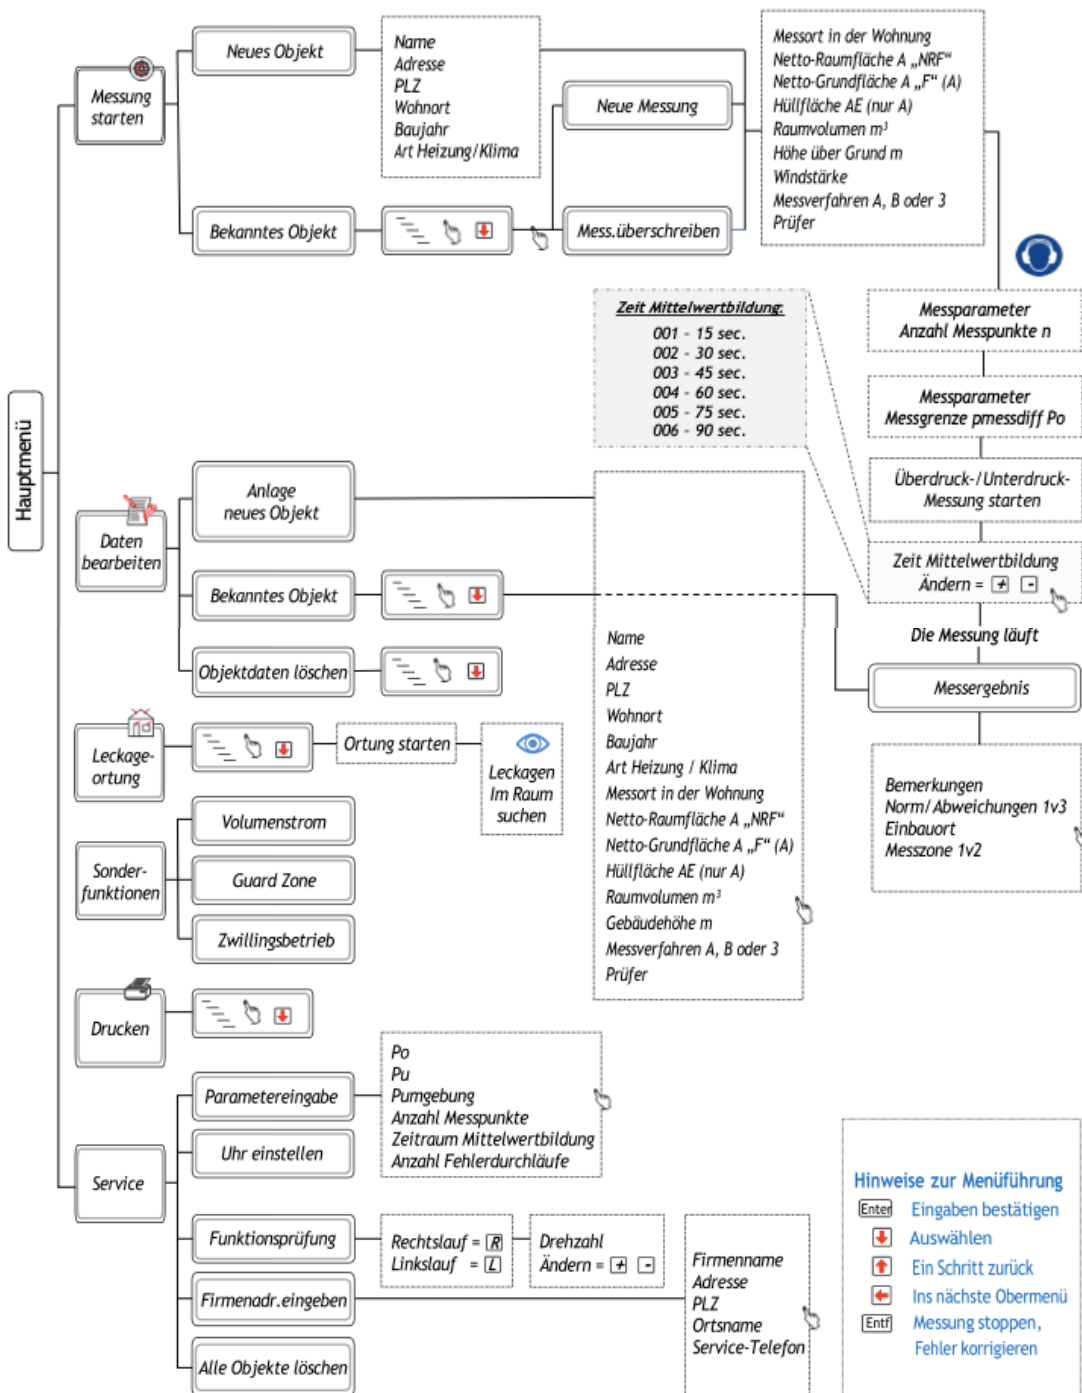 Hauptmenü
Messung
starten
Neues Objekt
Name
Adresse
PLZ
Wohnort
Baujahr
Art Heizung/Klima
Bekanntes Objekt
Neue Messung
Mess.überschreiben
Messort in der Wohnung
Netto-Raumfläche A „NRF“
Netto-Grundfläche A „F“ (A)
Hüllfläche AE (nur A)
Raumvolumen m³
Höhe über Grund m
Windstärke
Messverfahren A, B oder 3
Prüfer
Messparameter
Anzahl Messpunkte n
Messparameter
Messgrenze pmessdiff Po
Überdruck-/Unterdruck-
Messung starten
Zeit Mittelwertbildung
Ändern = + -
Zeit Mittelwertbildung:
001 - 15 sec.
002 - 30 sec.
003 - 45 sec.
004 - 60 sec.
005 - 75 sec.
006 - 90 sec.
Die Messung läuft
Messergebnis
Bemerkungen
Norm/Abweichungen 1v3
Einbauort
Messzone 1v2
Daten
bearbeiten
Anlage
neues Objekt
Bekanntes Objekt
Objektdaten löschen
Name
Adresse
PLZ
Wohnort
Baujahr
Art Heizung / Klima
Messort in der Wohnung
Netto-Raumfläche A „NRF“
Netto-Grundfläche A „F“ (A)
Hüllfläche AE (nur A)
Raumvolumen m³
Gebäudehöhe m
Messverfahren A, B oder 3
Prüfer
Leckage-
ortung
Ortung starten
Leckagen
Im Raum
suchen
Sonder-
funktionen
Volumenstrom
Guard Zone
Zwillingsbetrieb
Drucken
Service
Parametereingabe
Po
Pu
Pumgebung
Anzahl Messpunkte
Zeitraum Mittelwertbildung
Anzahl Fehlerdurchläufe
Uhr einstellen
Funktionsprüfung
Rechtslauf = R
Linkslauf = L
Drehzahl
Ändern = + -
Firmenadr.eingeben
Firmenname
Adresse
PLZ
Ortsname
Service-Telefon
Alle Objekte löschen
Hinweise zur Menüführung
Enter Eingaben bestätigen
Auswählen
Ein Schritt zurück
Ins nächste Obermenü
Entf Messung stoppen,
Fehler korrigieren